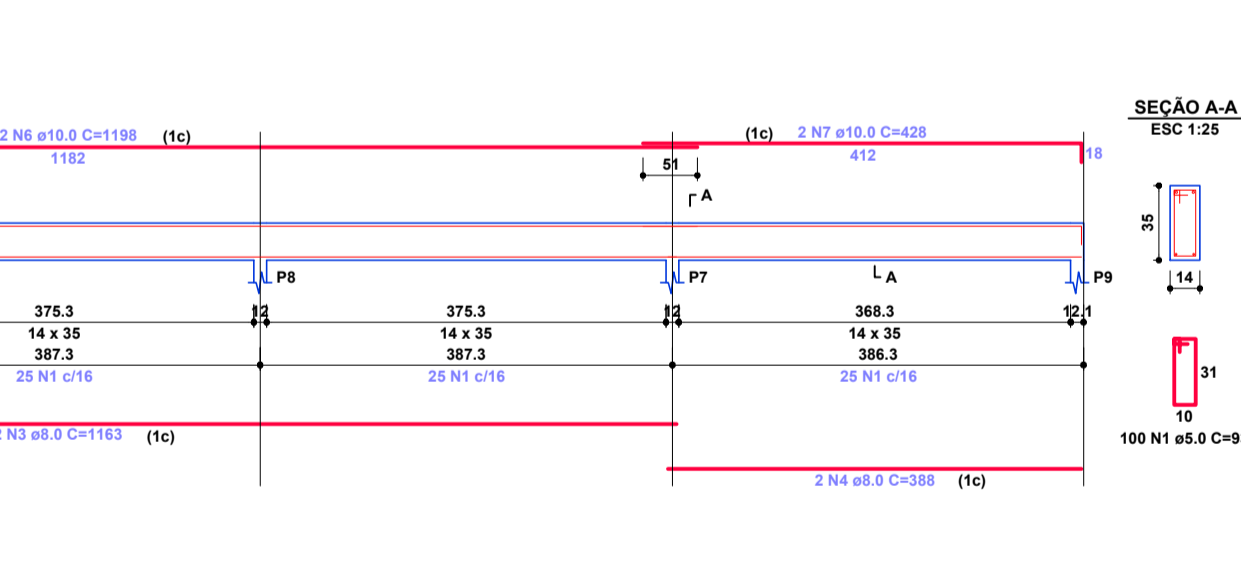 SEÇÃO A-A
ESC 1:25
2 N6 ø10.0 C=1198 (1c)
1182
(1c) 2 N7 ø10.0 C=428
412
18
51
A
35
14
A
P8
P7
P9
375.3 12 375.3 12 368.3 12.1
14 x 35 14 x 35 14 x 35
387.3 387.3 386.3
25 N1 c/16 25 N1 c/16 25 N1 c/16
31
10
100 N1 ø5.0 C=9
N3 ø8.0 C=1163 (1c)
2 N4 ø8.0 C=388 (1c)